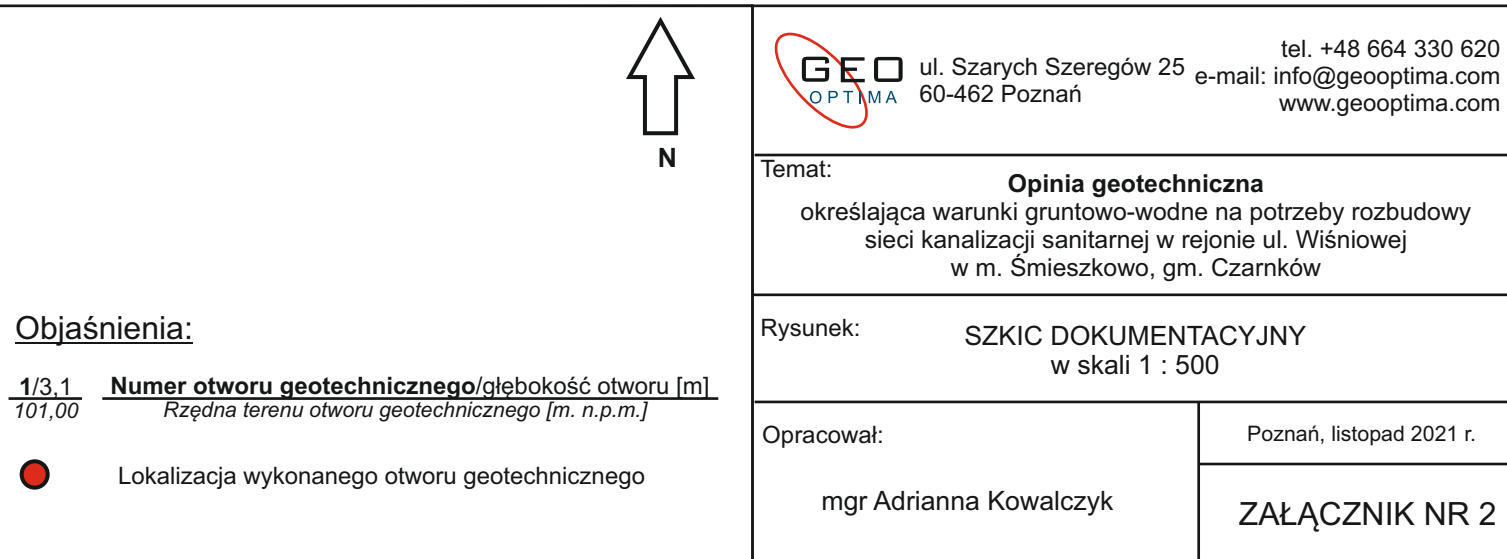 N
Objaśnienia:
1/3,1 Numer otworu geotechnicznego/głębokość otworu [m]
101,00 Rzędna terenu otworu geotechnicznego [m. n.p.m.]
Lokalizacja wykonanego otworu geotechnicznego
GEO
OPTIMA
ul. Szarych Szeregów 25
60-462 Poznań
tel. +48 664 330 620
e-mail: info@geooptima.com
www.geooptima.com
Temat:
Opinia geotechniczna
określająca warunki gruntowo-wodne na potrzeby rozbudowy
sieci kanalizacji sanitarnej w rejonie ul. Wiśniowej
w m. Śmieszkowo, gm. Czarnków
Rysunek:
SZKIC DOKUMENTACYJNY
w skali 1 : 500
Opracował:
mgr Adrianna Kowalczyk
Poznań, listopad 2021 r.
ZAŁĄCZNIK NR 2